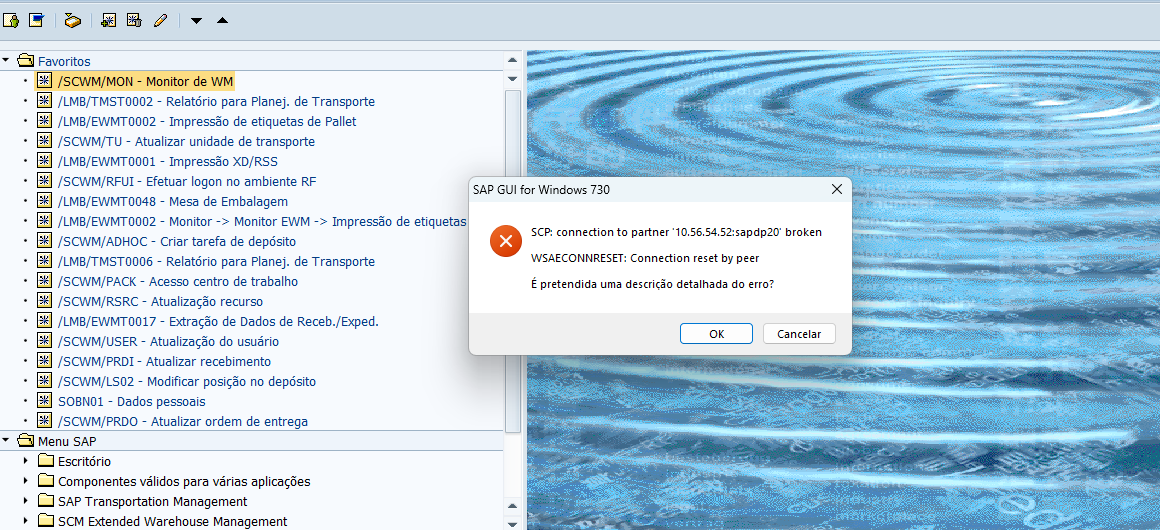 Favoritos
/SCWM/MON - Monitor de WM
/LMB/TMST0002 - Relatório para Planej. de Transporte
/LMB/EWMT0002 - Impressão de etiquetas de Pallet
/SCWM/TU - Atualizar unidade de transporte
/LMB/EWMT0001 - Impressão XD/RSS
/SCWM/RFUI - Efetuar logon no ambiente RF
/LMB/EWMT0048 - Mesa de Embalagem
/LMB/EWMT0002 - Monitor -> Monitor EWM -> Impressão de etiquetas
/SCWM/ADHOC - Criar tarefa de depósito
/LMB/TMST0006 - Relatório para Planej. de Transporte
/SCWM/PACK - Acesso centro de trabalho
/SCWM/RSRC - Atualização recurso
/LMB/EWMT0017 - Extração de Dados de Receb./Exped.
/SCWM/USER - Atualização do usuário
/SCWM/PRDI - Atualizar recebimento
/SCWM/LS02 - Modificar posição no depósito
SOBN01 - Dados pessoais
/SCWM/PRDO - Atualizar ordem de entrega
Menu SAP
Escritório
Componentes válidos para várias aplicações
SAP Transportation Management
SCM Extended Warehouse Management
SAP GUI for Windows 730
SCP: connection to partner '10.56.54.52:sapdp20' broken
WSAECONNRESET: Connection reset by peer
É pretendida uma descrição detalhada do erro?
OK Cancelar